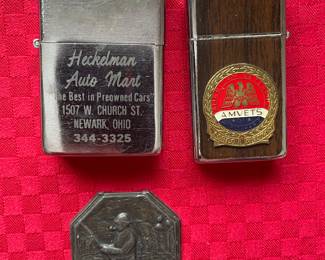 Heckelman
Auto Mart
"The Best in Preowned Cars"
1507 W. CHURCH ST.
NEWARK, OHIO
344-3325
AMVETS